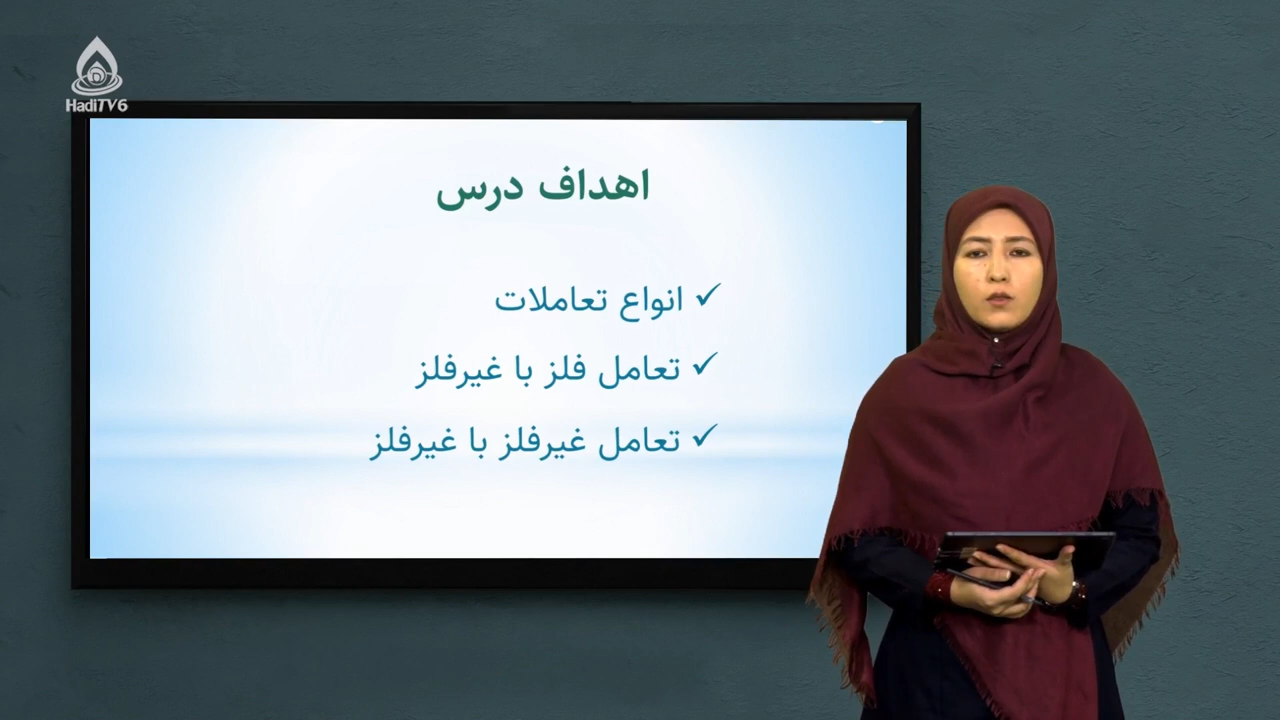 HadiTV6
اهداف درس
✓ انواع تعاملات
✓ تعامل فلز با غیرفلز
✓ تعامل غیرفلز با غیرفلز